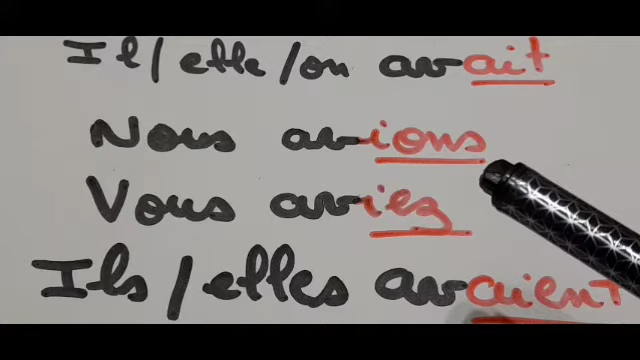 Il/elle/on avait
Nous avions
Vous aviez
Ils/elles avaient